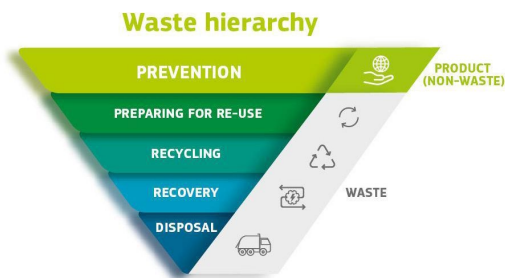 Waste hierarchy
PREVENTION
PRODUCT
(NON-WASTE)
PREPARING FOR RE-USE
RECYCLING
RECOVERY
WASTE
DISPOSAL